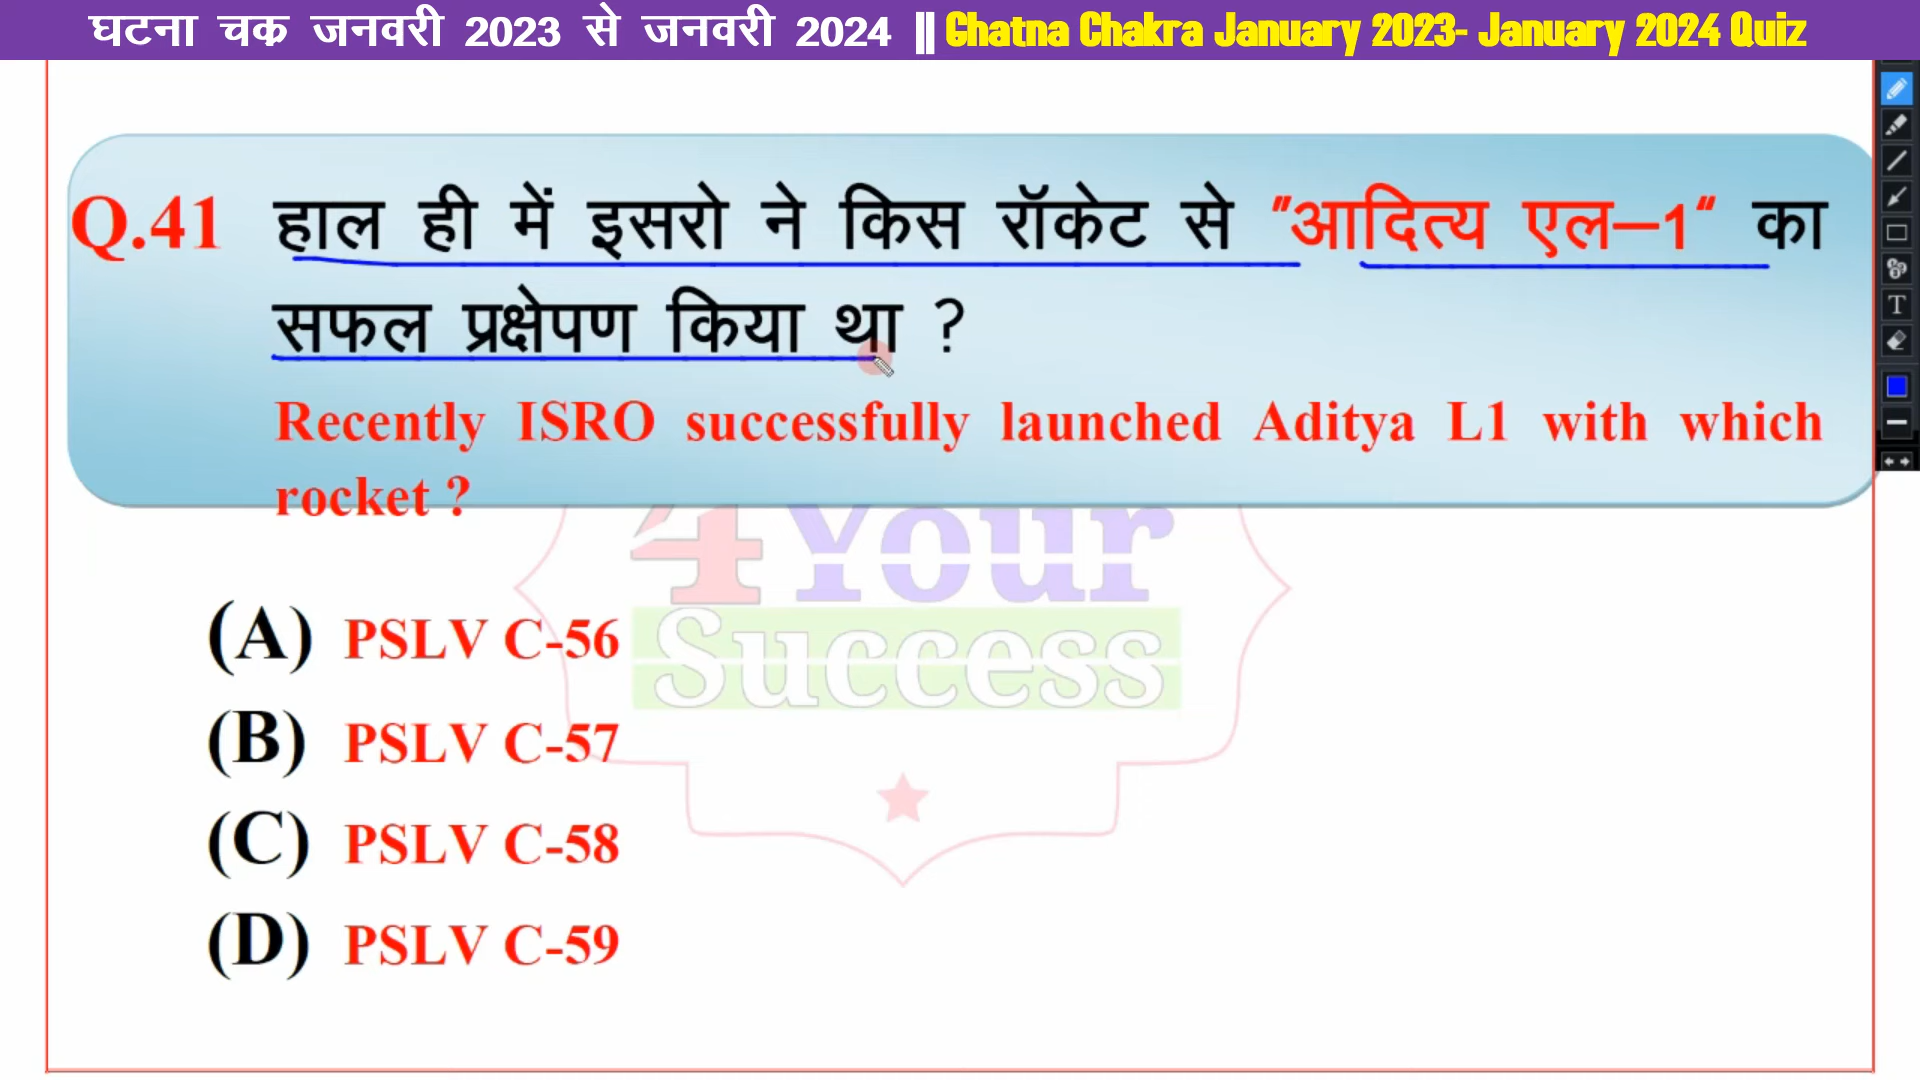 घटना चक्र जनवरी 2023 से जनवरी 2024 || Ghatna Chakra January 2023- January 2024 Quiz
Q.41 हाल ही में इसरो ने किस रॉकेट से "आदित्य एल–1" का
सफल प्रक्षेपण किया था ?
Recently ISRO successfully launched Aditya L1 with which
rocket ?
4Your
Success
(A) PSLV C-56
(B) PSLV C-57
(C) PSLV C-58
(D) PSLV C-59